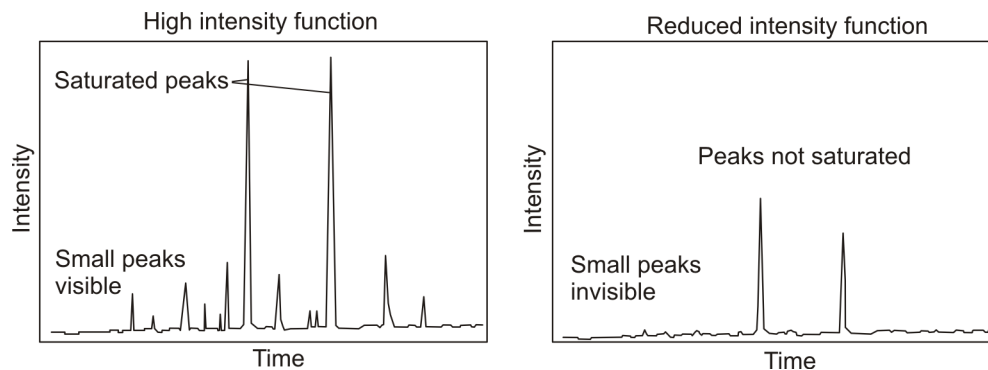 High intensity function
Saturated peaks
Small peaks
visible
Intensity
Time
Reduced intensity function
Peaks not saturated
Small peaks
invisible
Intensity
Time